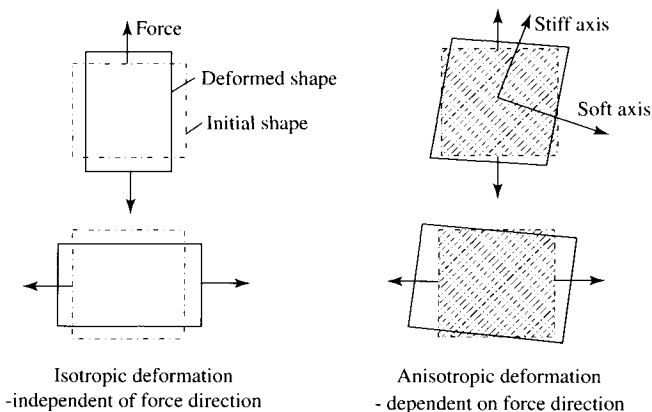 Force
Deformed shape
Initial shape
Stiff axis
Soft axis
Isotropic deformation
-independent of force direction
Anisotropic deformation
- dependent on force direction